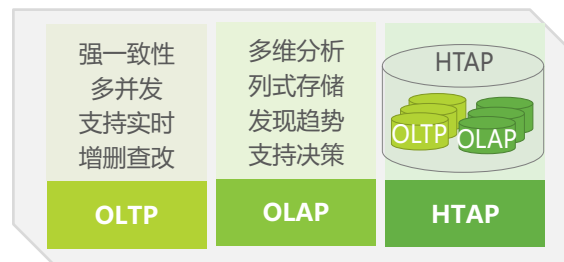 强一致性
多并发
支持实时
增删查改
OLTP
多维分析
列式存储
发现趋势
支持决策
OLAP
HTAP
OLTP
OLAP
HTAP